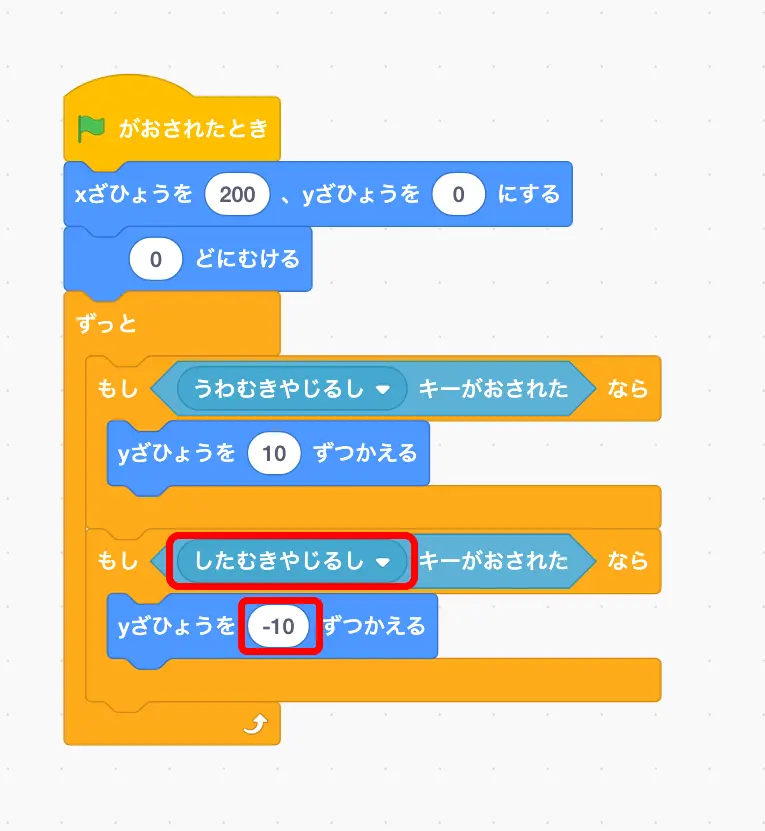 がおされたとき
xざひょうを 200 、yざひょうを 0 にする
0 どにむける
ずっと
もし うわむきやじるし キーがおされた なら
yざひょうを 10 ずつかえる
もし したむきやじるし キーがおされた なら
yざひょうを -10 ずつかえる